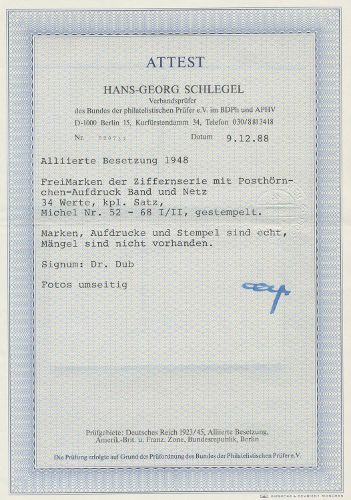 ATTEST
HANS-GEORG SCHLEGEL
Verbandsprüfer
des Bundes der philatelistischen Prüfer e.V. im BDPh und APHV
D-1000 Berlin 15, Kurfürstendamm 34, Telefon 030/8813418
Nr. Datum 9.12.88
Alliierte Besetzung 1948
FreiMarken der Ziffernserie mit Posthörn-
chen-Aufdruck Band und Netz
34 Werte, kpl. Satz,
Michel Nr. 52 - 68 I/II, gestempelt.
Marken, Aufdrucke und Stempel sind echt,
Mängel sind nicht vorhanden.
Signum: Dr. Dub
Fotos umseitig
Prüfgebiete: Deutsches Reich 1923/45, Alliierte Besetzung,
Amerik.-Brit. u. Franz. Zone, Bundesrepublik, Berlin
Die Prüfung erfolgte auf Grund der Prüfordnung des Bundes der Philatelistischen Prüfer e.V.